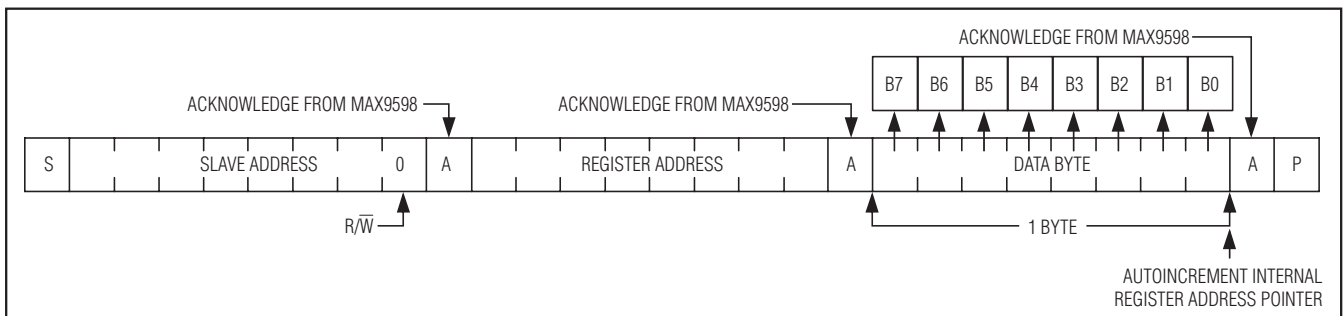 ACKNOWLEDGE FROM MAX9598
B7 B6 B5 B4 B3 B2 B1 B0
ACKNOWLEDGE FROM MAX9598 ACKNOWLEDGE FROM MAX9598
S SLAVE ADDRESS 0 A REGISTER ADDRESS A DATA BYTE A P
R/W̅ 1 BYTE
AUTOINCREMENT INTERNAL
REGISTER ADDRESS POINTER